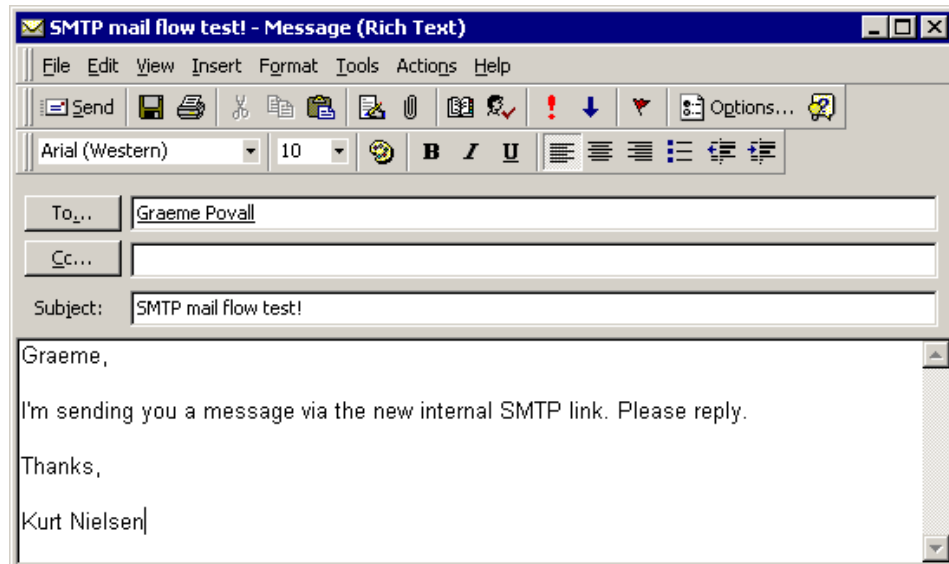 SMTP mail flow test! - Message (Rich Text)
File Edit View Insert Format Tools Actions Help
Send Options...
Arial (Western) 10 B I U
To... Graeme Povall
Cc...
Subject: SMTP mail flow test!
Graeme,
I'm sending you a message via the new internal SMTP link. Please reply.
Thanks,
Kurt Nielsen